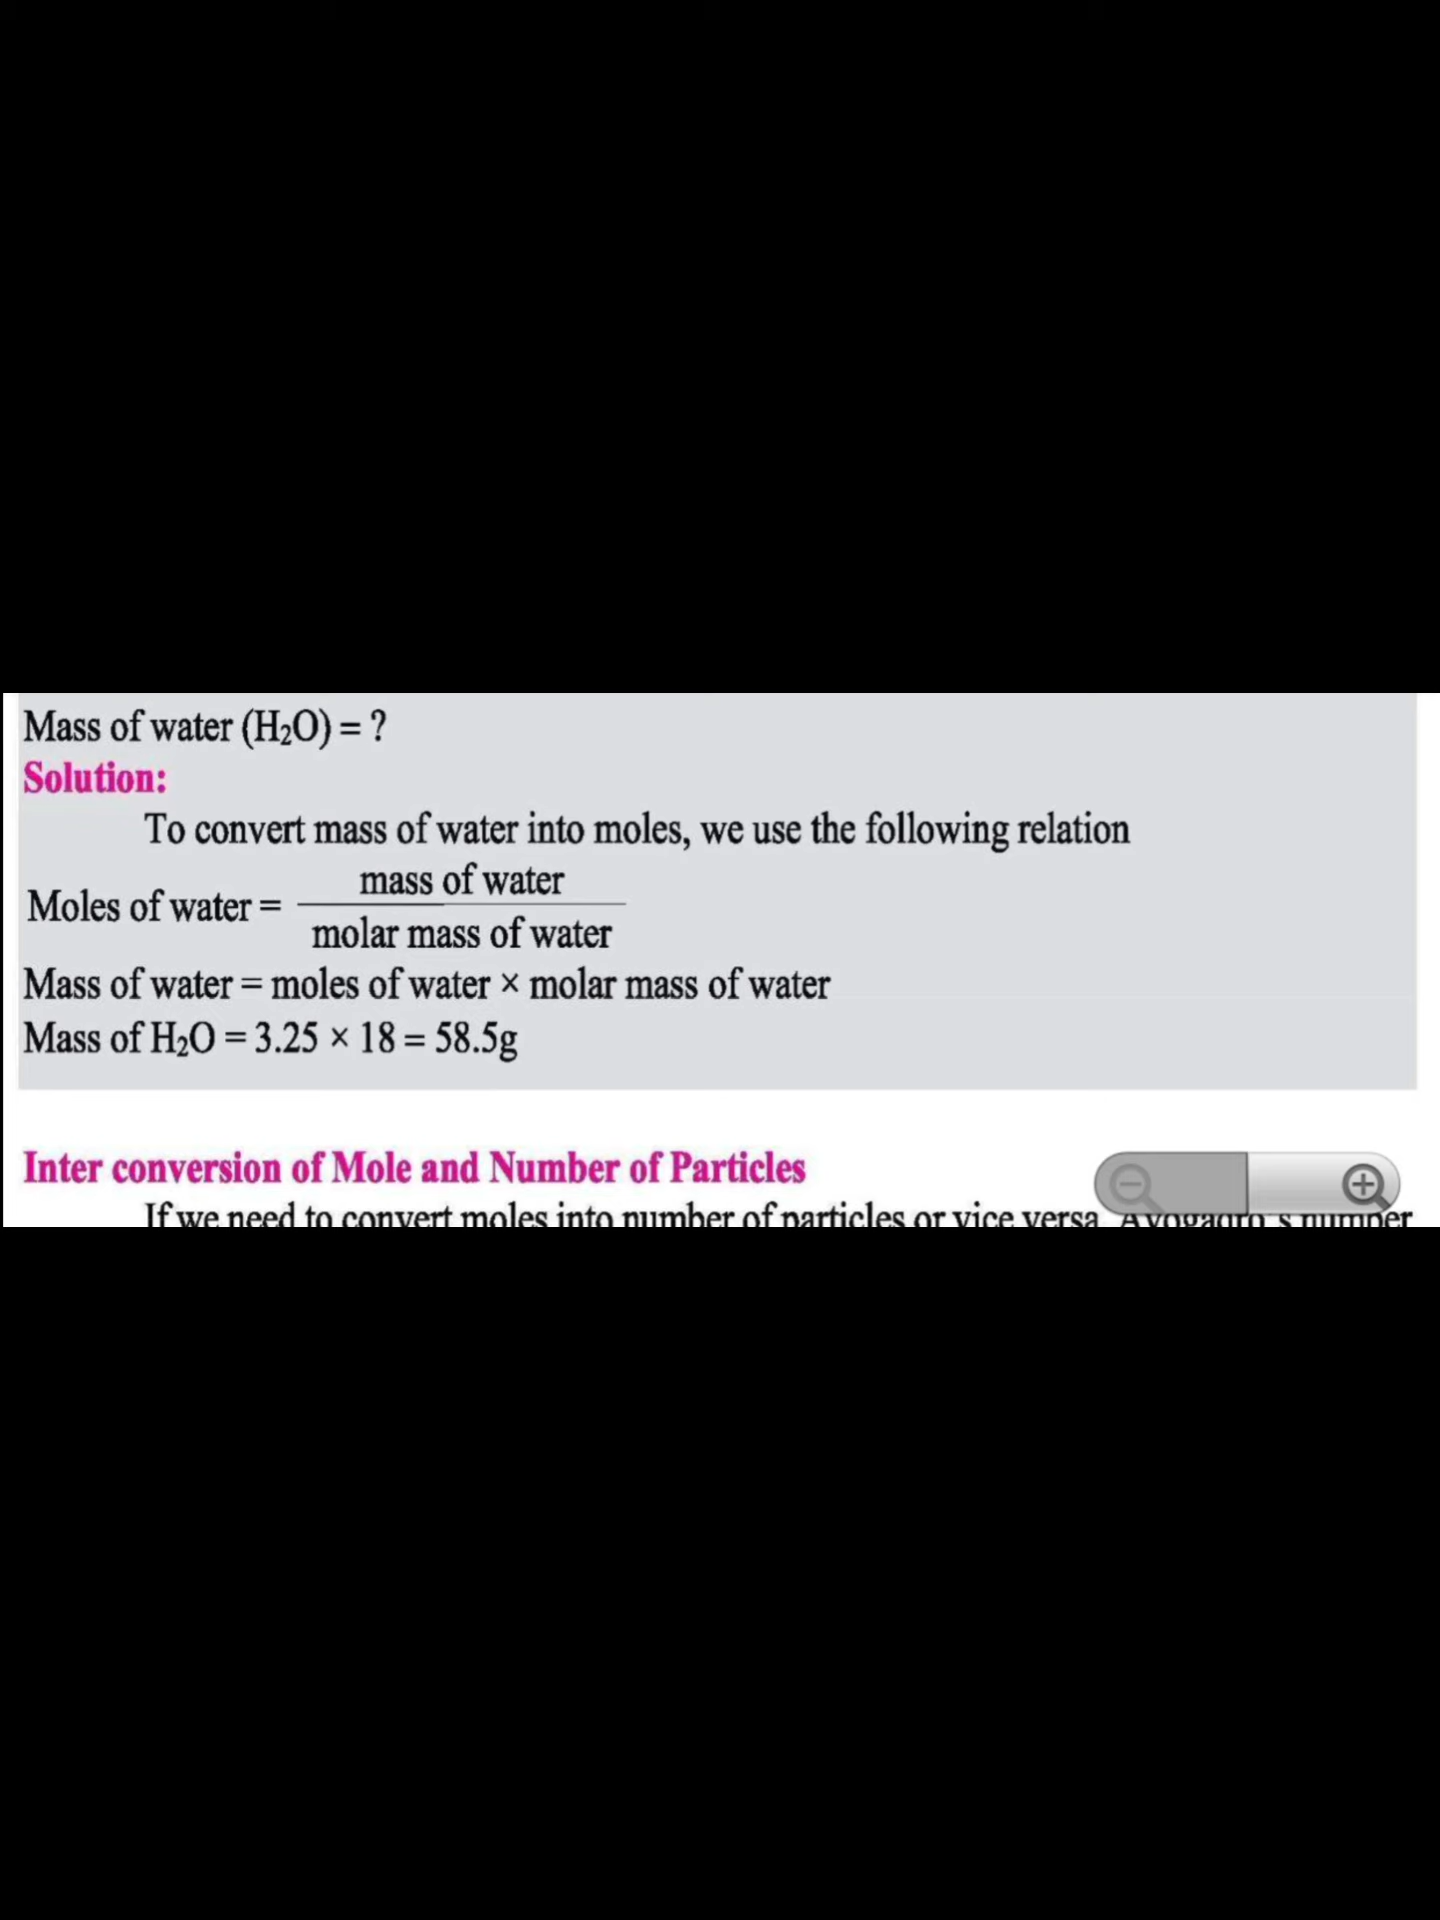 Mass of water (H₂O) = ?
Solution:
To convert mass of water into moles, we use the following relation
Moles of water = mass of water / molar mass of water
Mass of water = moles of water × molar mass of water
Mass of H₂O = 3.25 × 18 = 58.5g
Inter conversion of Mole and Number of Particles
If we need to convert moles into number of particles or vice versa Avogadro's number